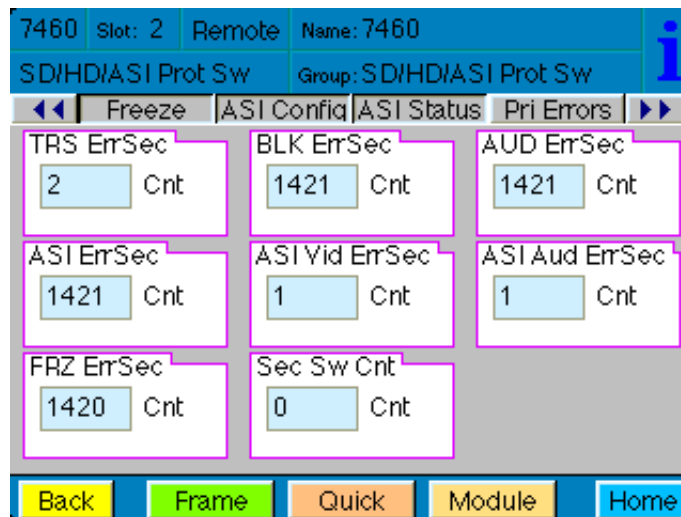 7460 Slot: 2 Remote Name: 7460
SD/HD/ASI Prot Sw Group: SD/HD/ASI Prot Sw
i
Freeze ASI Config ASI Status Pri Errors
TRS ErrSec BLK ErrSec AUD ErrSec
2 Cnt 1421 Cnt 1421 Cnt
ASI ErrSec ASI Vid ErrSec ASI Aud ErrSec
1421 Cnt 1 Cnt 1 Cnt
FRZ ErrSec Sec Sw Cnt
1420 Cnt 0 Cnt
Back Frame Quick Module Home